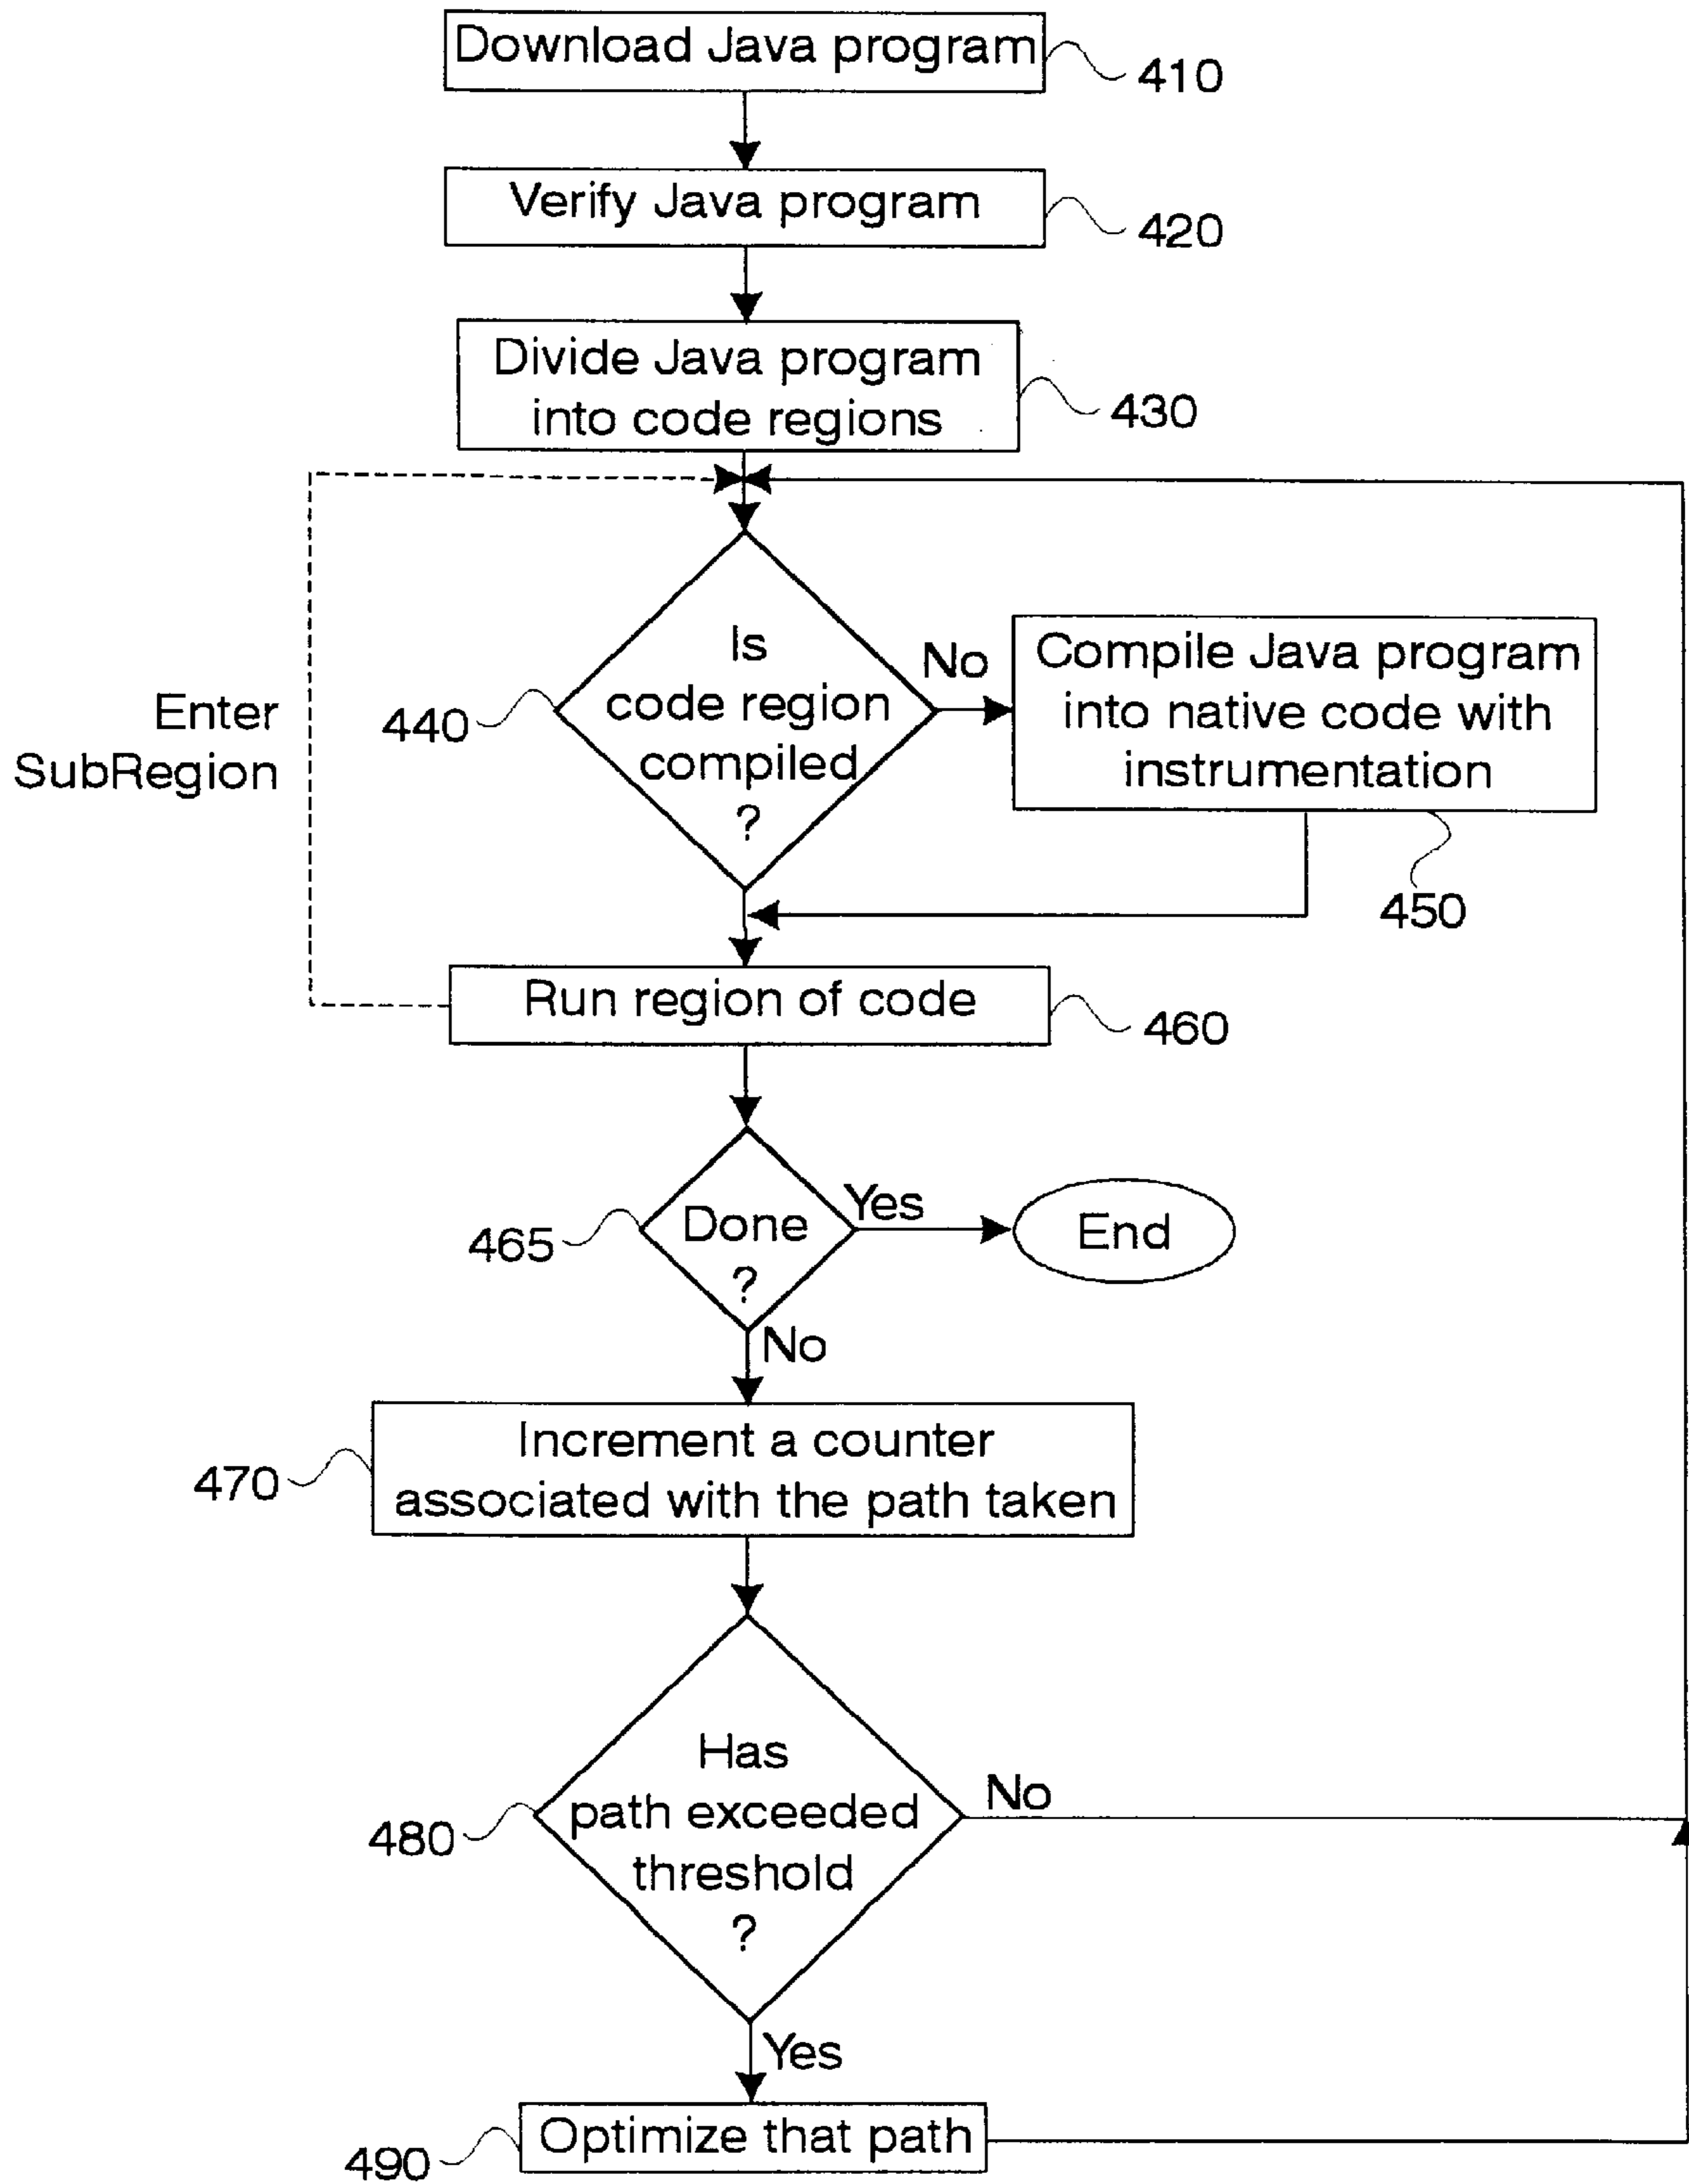 Download Java program
410
Verify Java program
420
Divide Java program
into code regions
430
Is
code region
compiled
?
440
No
Compile Java program
into native code with
instrumentation
450
Enter
SubRegion
Run region of code
460
Done
?
465
Yes
End
No
Increment a counter
associated with the path taken
470
Has
path exceeded
threshold
?
480
No
Yes
Optimize that path
490